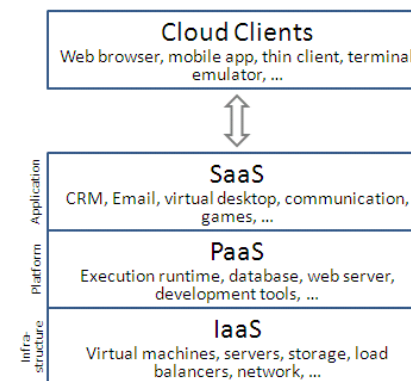 Cloud Clients
Web browser, mobile app, thin client, terminal
emulator, ...
Application
SaaS
CRM, Email, virtual desktop, communication,
games, ...
Platform
PaaS
Execution runtime, database, web server,
development tools, ...
Infra-
structure
IaaS
Virtual machines, servers, storage, load
balancers, network, ...